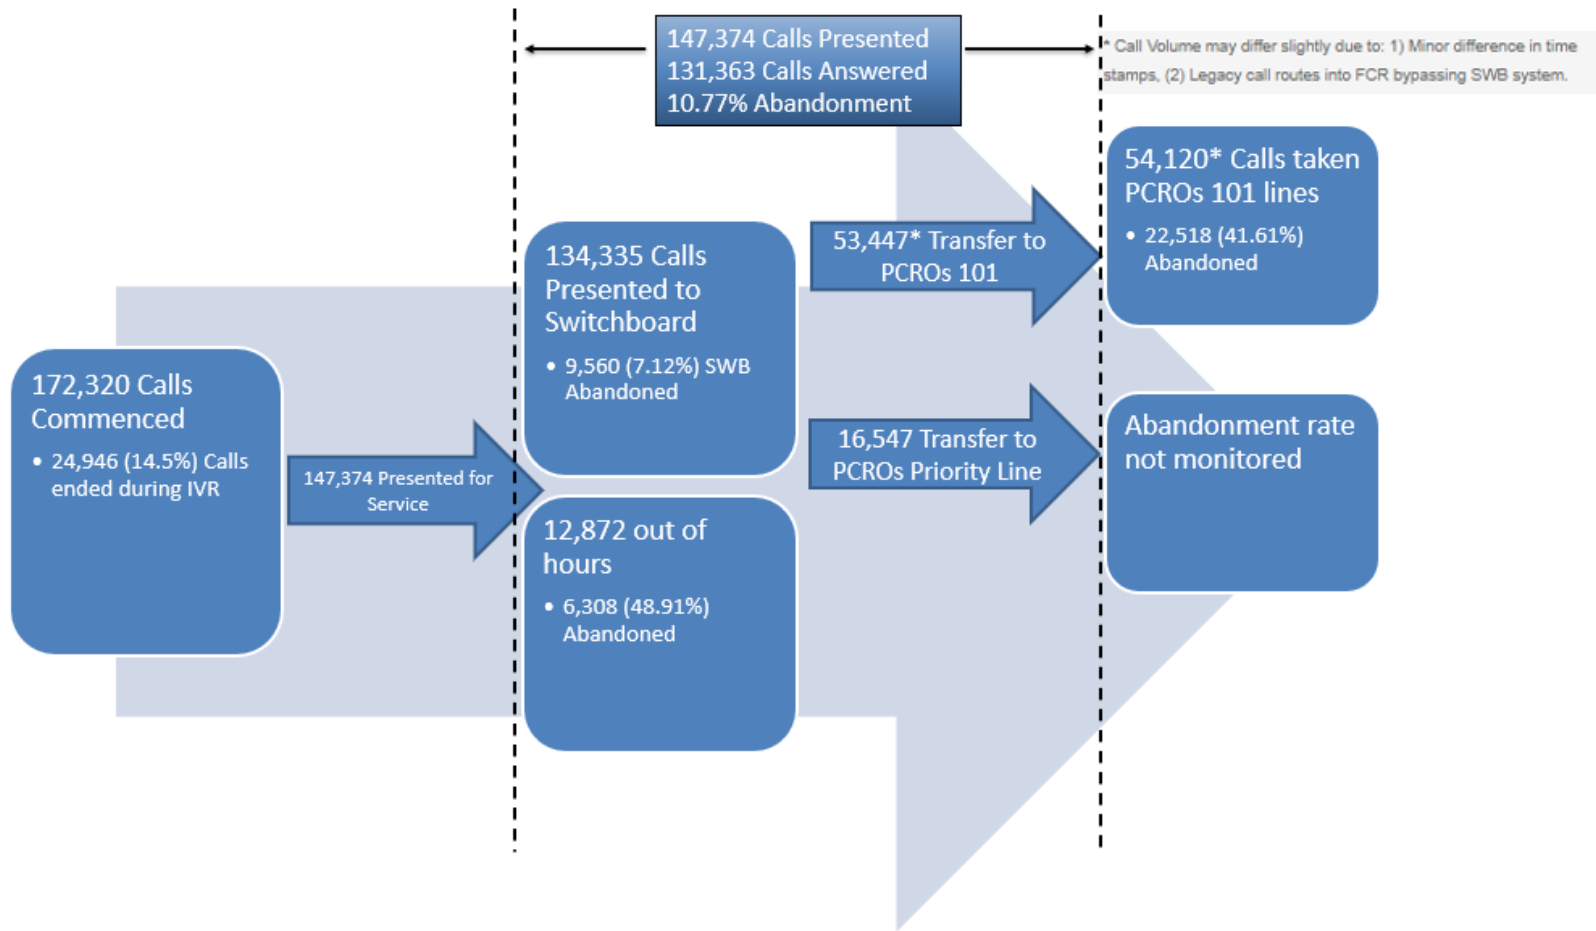 147,374 Calls Presented
131,363 Calls Answered
10.77% Abandonment
* Call Volume may differ slightly due to: 1) Minor difference in time
stamps, (2) Legacy call routes into FCR bypassing SWB system.
172,320 Calls
Commenced
• 24,946 (14.5%) Calls
ended during IVR
147,374 Presented for
Service
134,335 Calls
Presented to
Switchboard
• 9,560 (7.12%) SWB
Abandoned
12,872 out of
hours
• 6,308 (48.91%)
Abandoned
53,447* Transfer to
PCROs 101
16,547 Transfer to
PCROs Priority Line
54,120* Calls taken
PCROs 101 lines
• 22,518 (41.61%)
Abandoned
Abandonment rate
not monitored